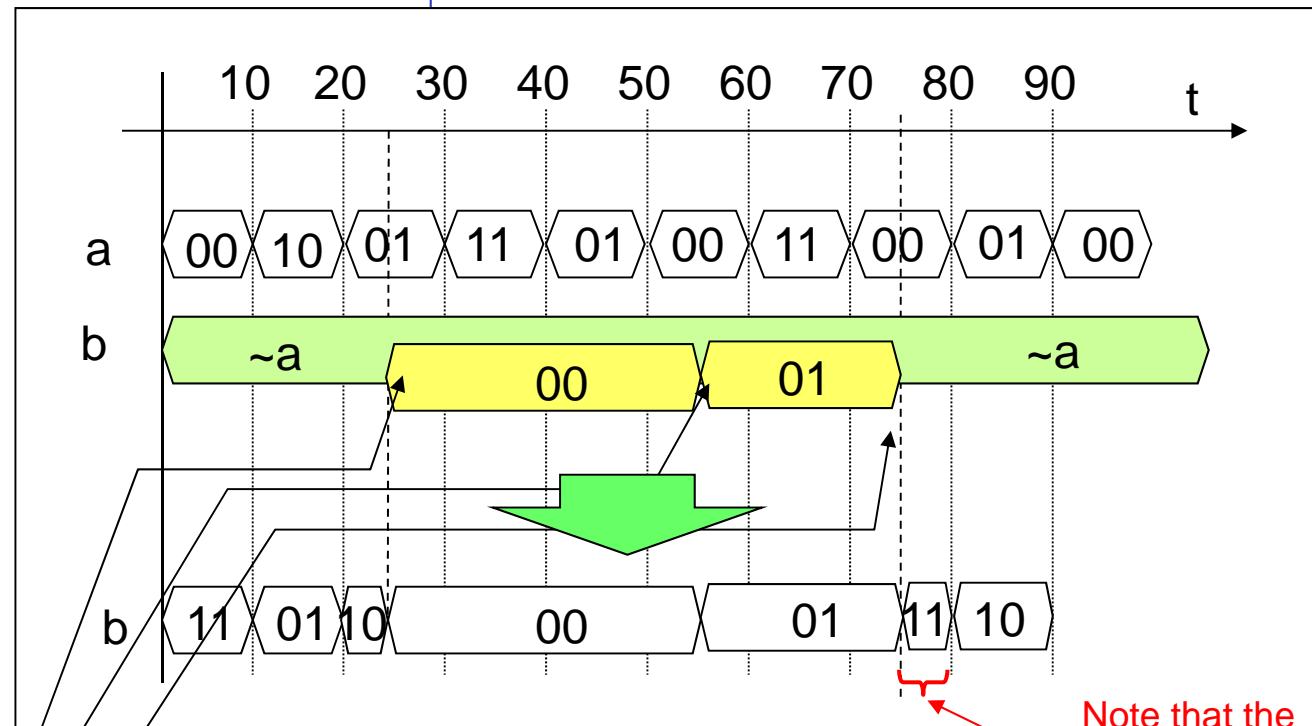 10 20 30 40 50 60 70 80 90 t
a 00 10 01 11 01 00 11 00 01 00
b ~a 00 01 ~a
b 11 01 10 00 01 11 10
Note that the